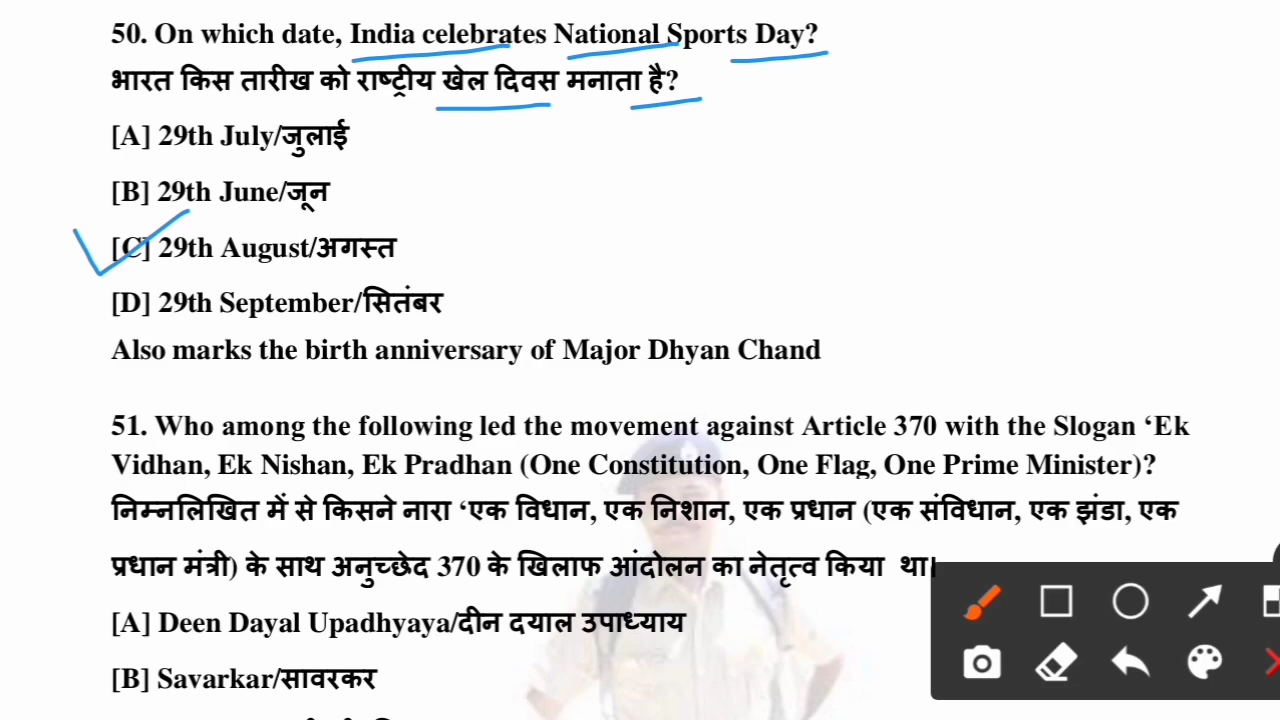 50. On which date, India celebrates National Sports Day?
भारत किस तारीख को राष्ट्रीय खेल दिवस मनाता है?
[A] 29th July/जुलाई
[B] 29th June/जून
[C] 29th August/अगस्त
[D] 29th September/सितंबर
Also marks the birth anniversary of Major Dhyan Chand
51. Who among the following led the movement against Article 370 with the Slogan ‘Ek
Vidhan, Ek Nishan, Ek Pradhan (One Constitution, One Flag, One Prime Minister)?
निम्नलिखित में से किसने नारा ‘एक विधान, एक निशान, एक प्रधान (एक संविधान, एक झंडा, एक
प्रधान मंत्री) के साथ अनुच्छेद 370 के खिलाफ आंदोलन का नेतृत्व किया था।
[A] Deen Dayal Upadhyaya/दीन दयाल उपाध्याय
[B] Savarkar/सावरकर